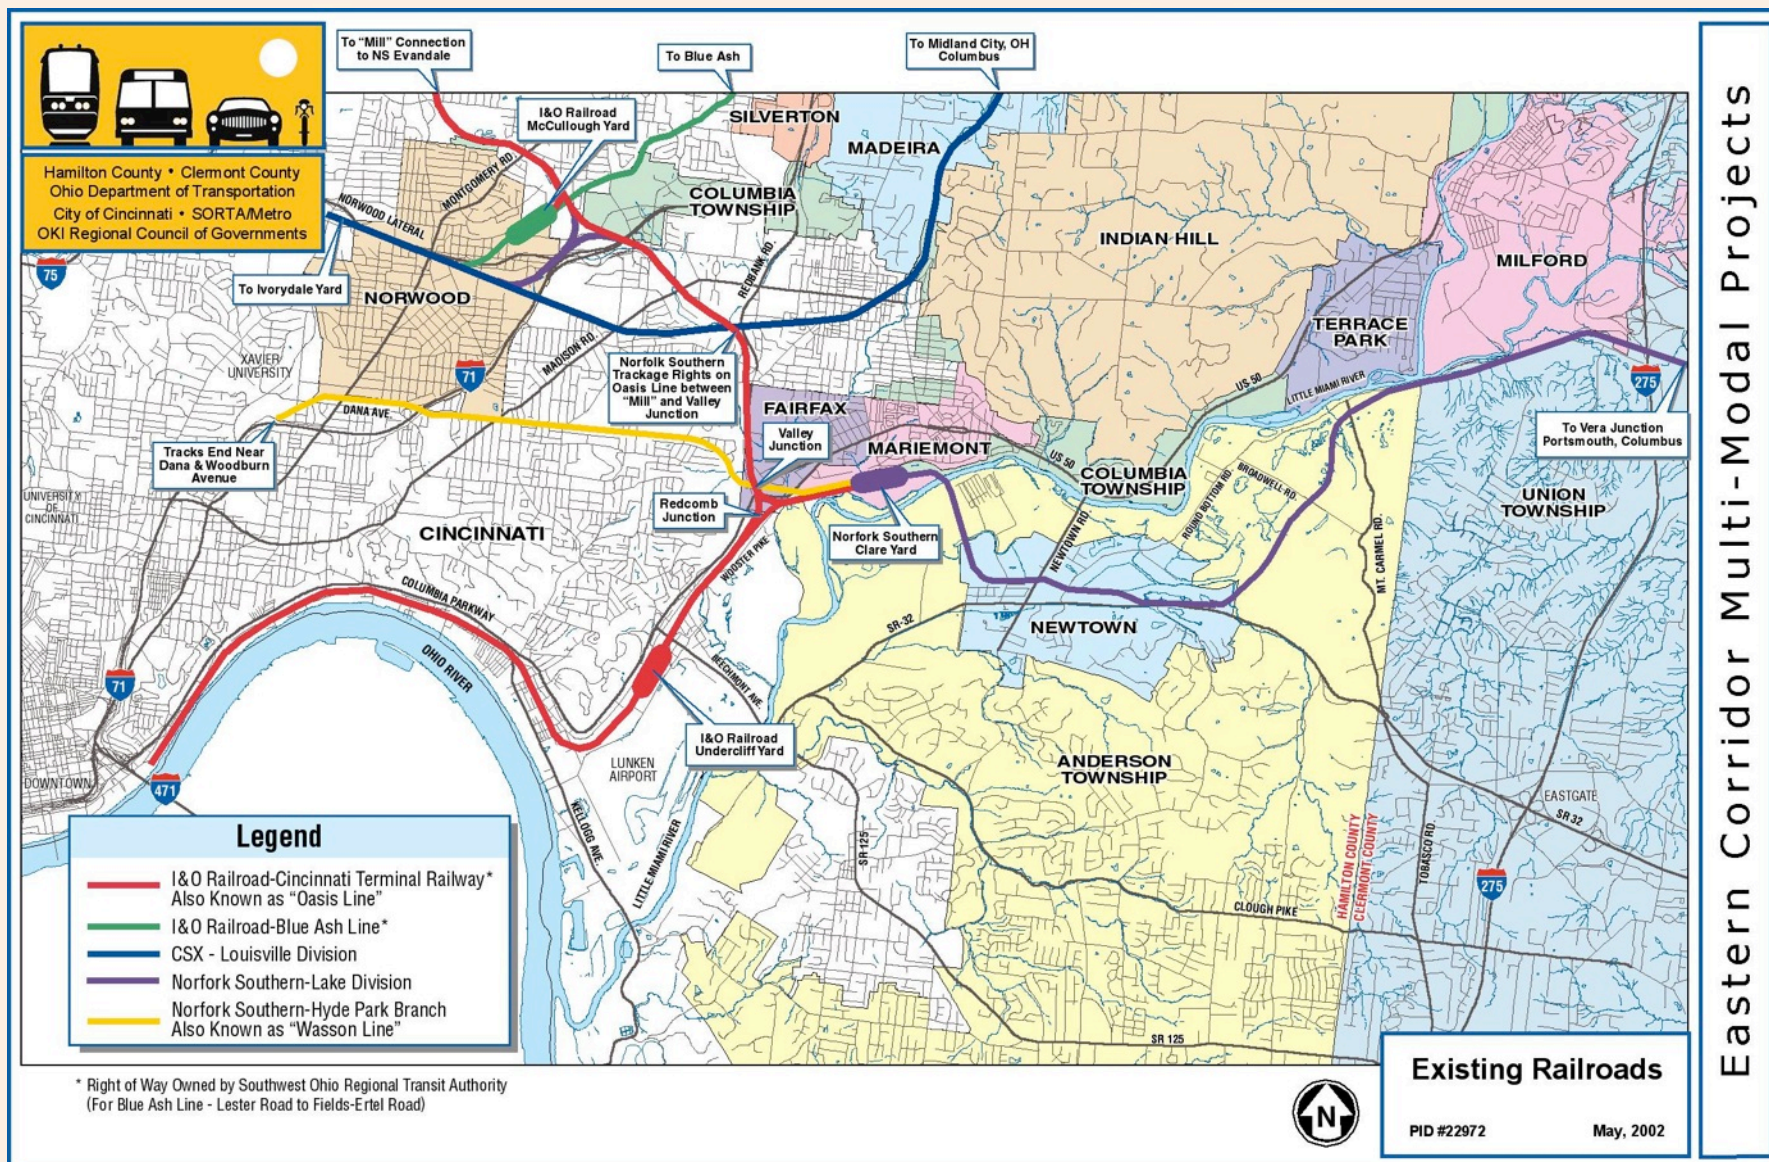 Hamilton County • Clermont County
Ohio Department of Transportation
City of Cincinnati • SORTA/Metro
OKI Regional Council of Governments
To "Mill" Connection
to NS Evandale
To Blue Ash
To Midland City, OH
Columbus
I&O Railroad
McCullough Yard
SILVERTON
MADEIRA
MONTGOMERY RD.
COLUMBIA
TOWNSHIP
NORWOOD LATERAL
INDIAN HILL
MILFORD
75
To Ivorydale Yard
NORWOOD
REDBANK RD.
TERRACE
PARK
MADISON RD.
XAVIER
UNIVERSITY
71
Norfolk Southern
Trackage Rights on
Oasis Line between
"Mill" and Valley
Junction
US 50
LITTLE MIAMI RIVER
275
DANA AVE.
FAIRFAX
To Vera Junction
Portsmouth, Columbus
Tracks End Near
Dana & Woodburn
Avenue
Valley
Junction
MARIEMONT
US 50
COLUMBIA
TOWNSHIP
ROUND BOTTOM RD.
BROADWELL RD.
UNION
TOWNSHIP
UNIVERSITY
OF
CINCINNATI
Redcomb
Junction
CINCINNATI
Norfork Southern
Clare Yard
NEWTOWN RD.
MT. CARMEL RD.
WOOSTER PIKE
COLUMBIA PARKWAY
SR-32
NEWTOWN
OHIO RIVER
BEECHMONT AVE.
71
I&O Railroad
Undercliff Yard
LUNKEN
AIRPORT
ANDERSON
TOWNSHIP
DOWNTOWN
471
EASTGATE
SR 32
KELLOGG AVE.
LITTLE MIAMI RIVER
SR 125
HAMILTON COUNTY
CLERMONT COUNTY
TOBASCO RD.
275
CLOUGH PIKE
SR 125
Legend
I&O Railroad-Cincinnati Terminal Railway*
Also Known as "Oasis Line"
I&O Railroad-Blue Ash Line*
CSX - Louisville Division
Norfork Southern-Lake Division
Norfork Southern-Hyde Park Branch
Also Known as "Wasson Line"
* Right of Way Owned by Southwest Ohio Regional Transit Authority
(For Blue Ash Line - Lester Road to Fields-Ertel Road)
N
Existing Railroads
PID #22972 May, 2002
Eastern Corridor Multi-Modal Projects